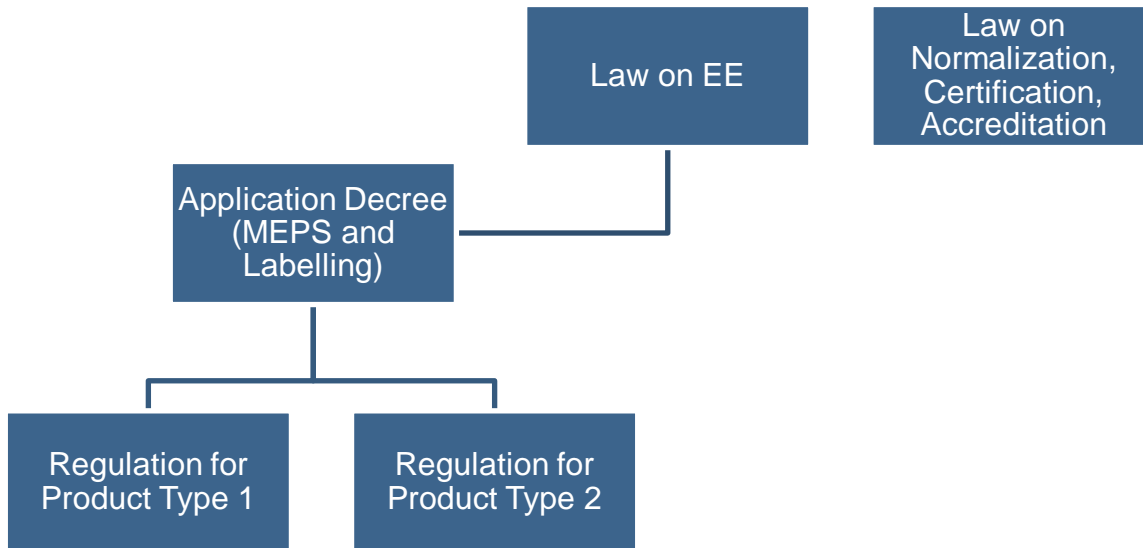 Law on EE
Law on
Normalization,
Certification,
Accreditation
Application Decree
(MEPS and
Labelling)
Regulation for
Product Type 1
Regulation for
Product Type 2